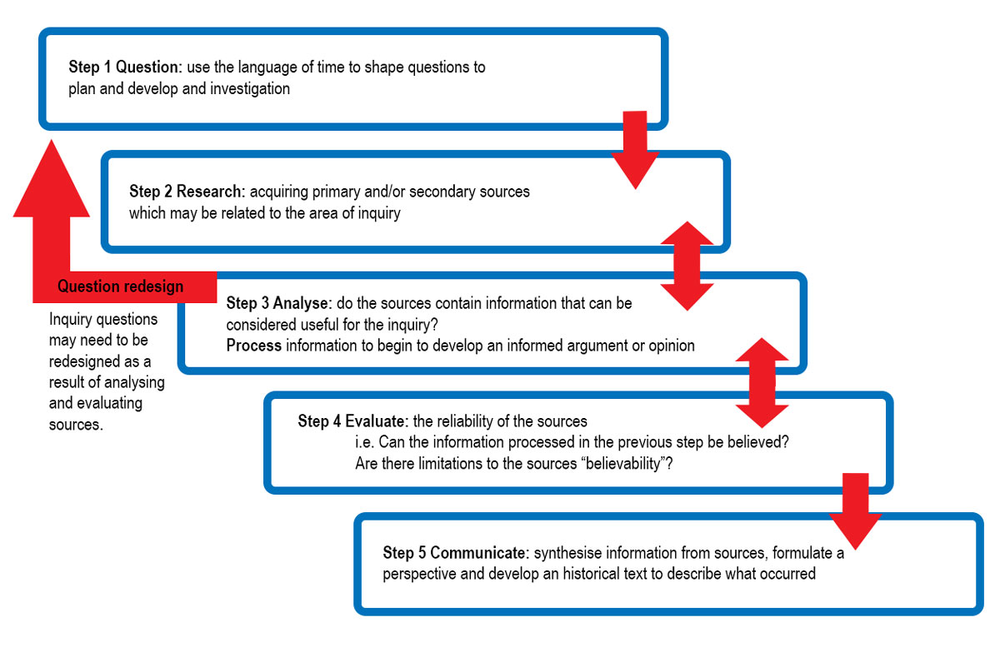 Step 1 Question: use the language of time to shape questions to
plan and develop and investigation
Step 2 Research: acquiring primary and/or secondary sources
which may be related to the area of inquiry
Question redesign
Inquiry questions
may need to be
redesigned as a
result of analysing
and evaluating
sources.
Step 3 Analyse: do the sources contain information that can be
considered useful for the inquiry?
Process information to begin to develop an informed argument or opinion
Step 4 Evaluate: the reliability of the sources
i.e. Can the information processed in the previous step be believed?
Are there limitations to the sources “believability”?
Step 5 Communicate: synthesise information from sources, formulate a
perspective and develop an historical text to describe what occurred